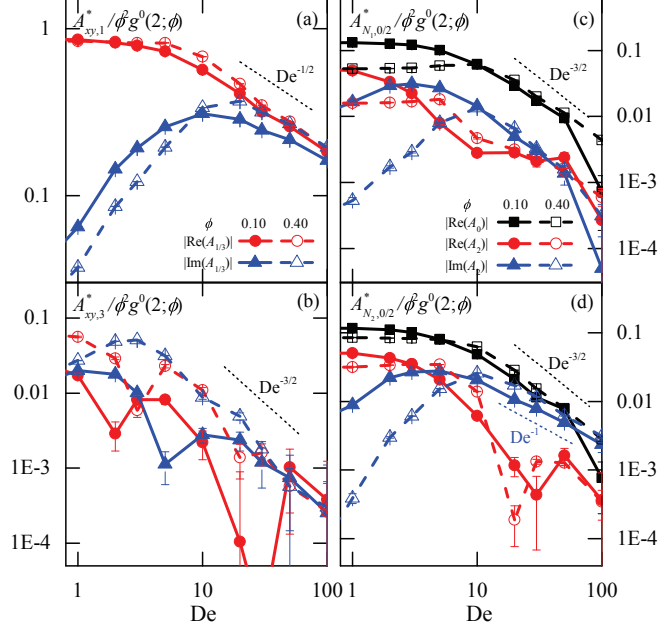 A*xy,1/ϕ²g⁰(2;ϕ) (a)
1
0.1
De⁻¹/²
ϕ 0.10 0.40
|Re(A1/3)|
|Im(A1/3)|
A*xy,3/ϕ²g⁰(2;ϕ)
(b)
0.1
0.01
1E-3
1E-4
De⁻³/²
1 10 100
De
A*N₁,0/2/ϕ²g⁰(2;ϕ) (c)
0.1
0.01
1E-3
1E-4
De⁻³/²
ϕ 0.10 0.40
|Re(A0)|
|Re(A2)|
|Im(A2)|
A*N₂,0/2/ϕ²g⁰(2;ϕ) (d)
0.1
0.01
1E-3
1E-4
De⁻³/²
De⁻¹
1 10 100
De